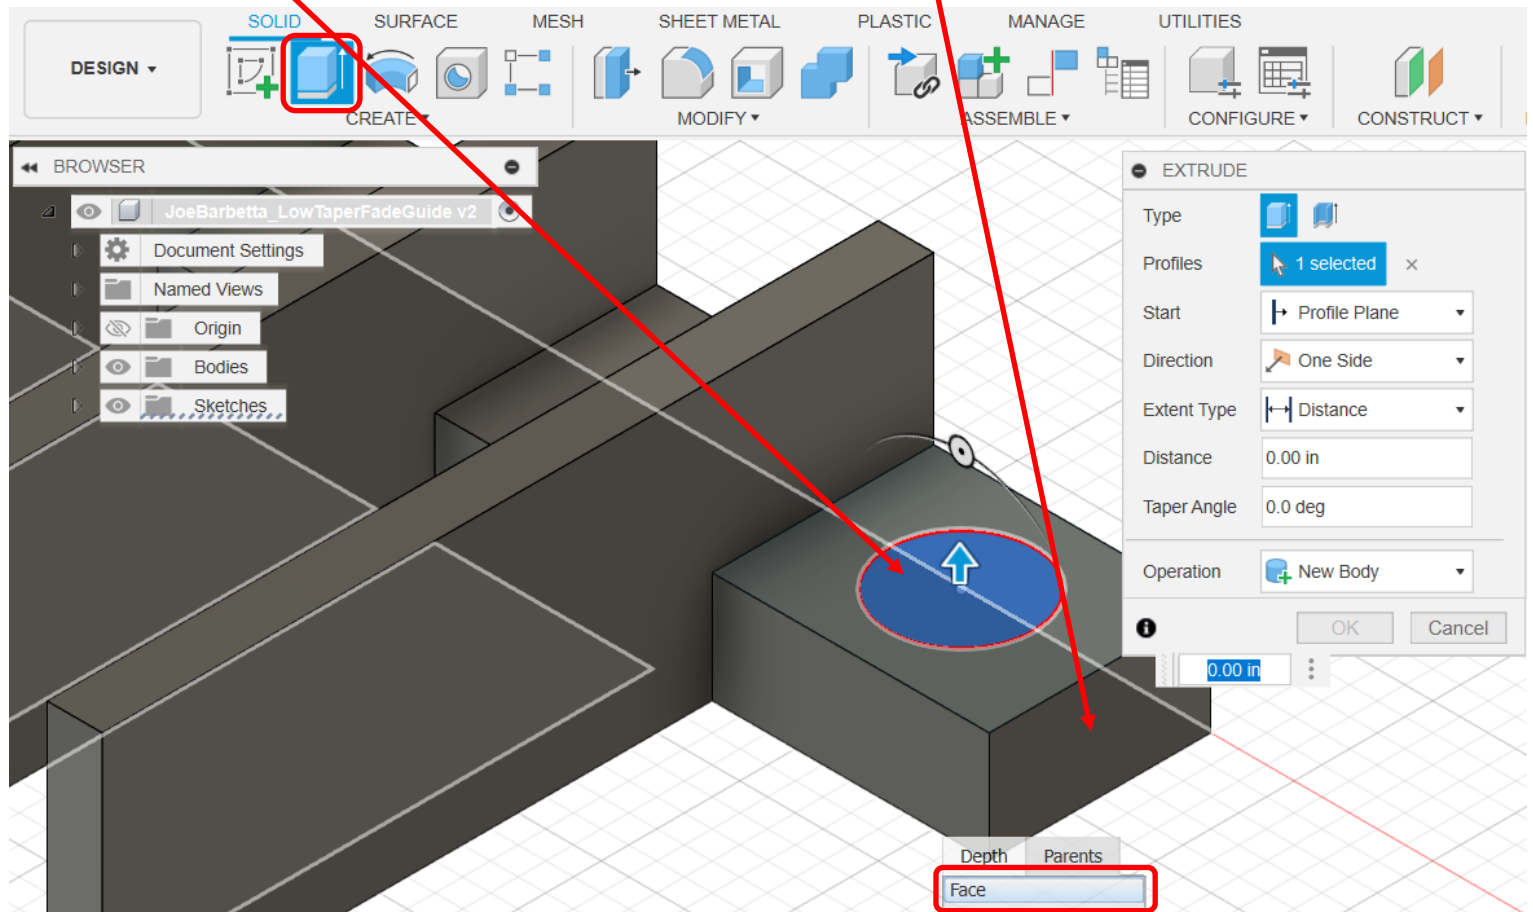 SOLID SURFACE MESH SHEET METAL PLASTIC MANAGE UTILITIES
DESIGN
CREATE MODIFY ASSEMBLE CONFIGURE CONSTRUCT
BROWSER
JoeBarbetta_LowTaperFadeGuide v2
Document Settings
Named Views
Origin
Bodies
Sketches
EXTRUDE
Type
Profiles 1 selected
Start Profile Plane
Direction One Side
Extent Type Distance
Distance 0.00 in
Taper Angle 0.0 deg
Operation New Body
OK Cancel
0.00 in
Depth Parents
Face